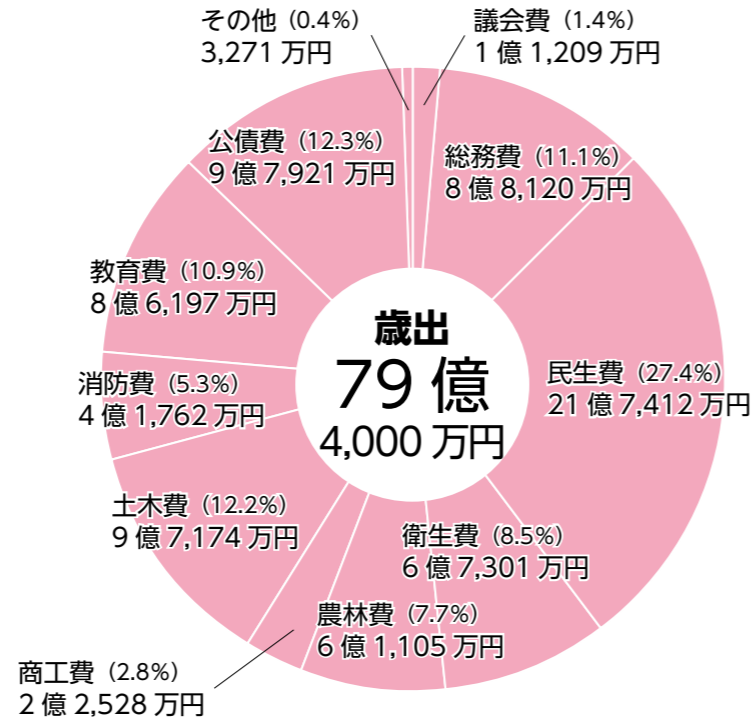 その他（0.4%）
3,271 万円
議会費（1.4%）
1 億 1,209 万円
公債費（12.3%）
9 億 7,921 万円
総務費（11.1%）
8 億 8,120 万円
教育費（10.9%）
8 億 6,197 万円
歳出
79 億
4,000 万円
民生費（27.4%）
21 億 7,412 万円
消防費（5.3%）
4 億 1,762 万円
土木費（12.2%）
9 億 7,174 万円
衛生費（8.5%）
6 億 7,301 万円
農林費（7.7%）
6 億 1,105 万円
商工費（2.8%）
2 億 2,528 万円